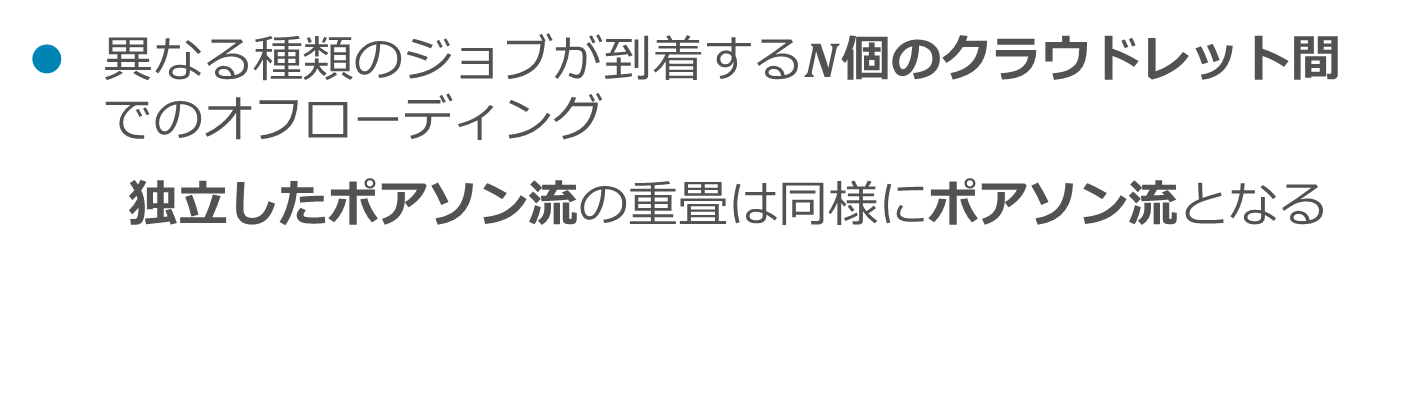 ● 異なる種類のジョブが到着するN個のクラウドレット間
でのオフローディング
独立したポアソン流の重畳は同様にポアソン流となる